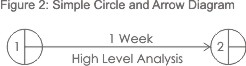 Figure 2: Simple Circle and Arrow Diagram
1 Week
1 2
High Level Analysis